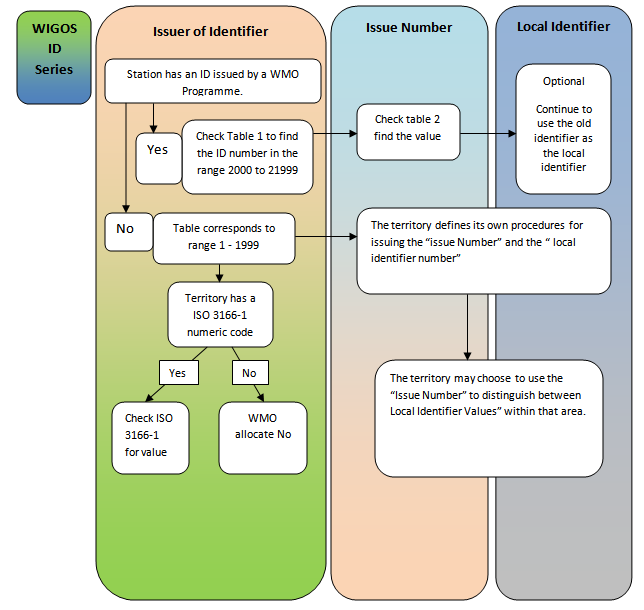 WIGOS
ID
Series
Issuer of Identifier
Issue Number
Local Identifier
Station has an ID issued by a WMO
Programme.
Yes
Check Table 1 to find
the ID number in the
range 2000 to 21999
Check table 2
find the value
Optional
Continue to
use the old
identifier as
the local
identifier
No
Table corresponds to
range 1 - 1999
The territory defines its own procedures for
issuing the “issue Number” and the “ local
identifier number”
Territory has a
ISO 3166-1
numeric code
Yes
No
Check ISO
3166-1
for value
WMO
allocate No
The territory may choose to use the
“Issue Number” to distinguish between
Local Identifier Values” within that area.